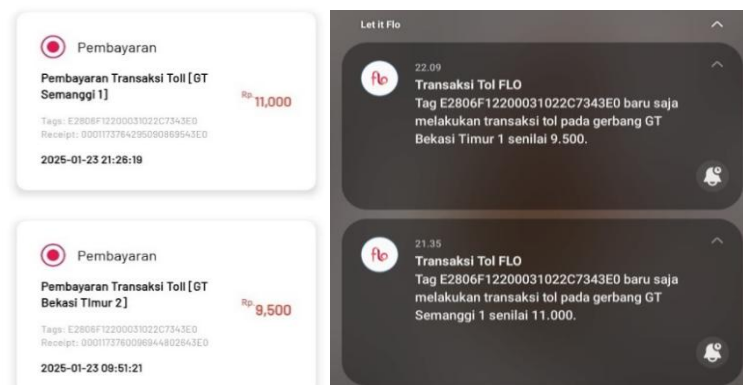 Pembayaran
Pembayaran Transaksi Toll [GT
Semanggi 1]
Rp. 11,000
Tags: E2806F12200031022C7343E0
Receipt: 0001173764295090869543E0
2025-01-23 21:26:19
Pembayaran
Pembayaran Transaksi Toll [GT
Bekasi TImur 2]
Rp. 9,500
Tags: E2806F12200031022C7343E0
Receipt: 0001173760096944802643E0
2025-01-23 09:51:21
Let it Flo
flo
22.09
Transaksi Tol FLO
Tag E2806F12200031022C7343E0 baru saja
melakukan transaksi tol pada gerbang GT
Bekasi Timur 1 senilai 9.500.
flo
21.35
Transaksi Tol FLO
Tag E2806F12200031022C7343E0 baru saja
melakukan transaksi tol pada gerbang GT
Semanggi 1 senilai 11.000.